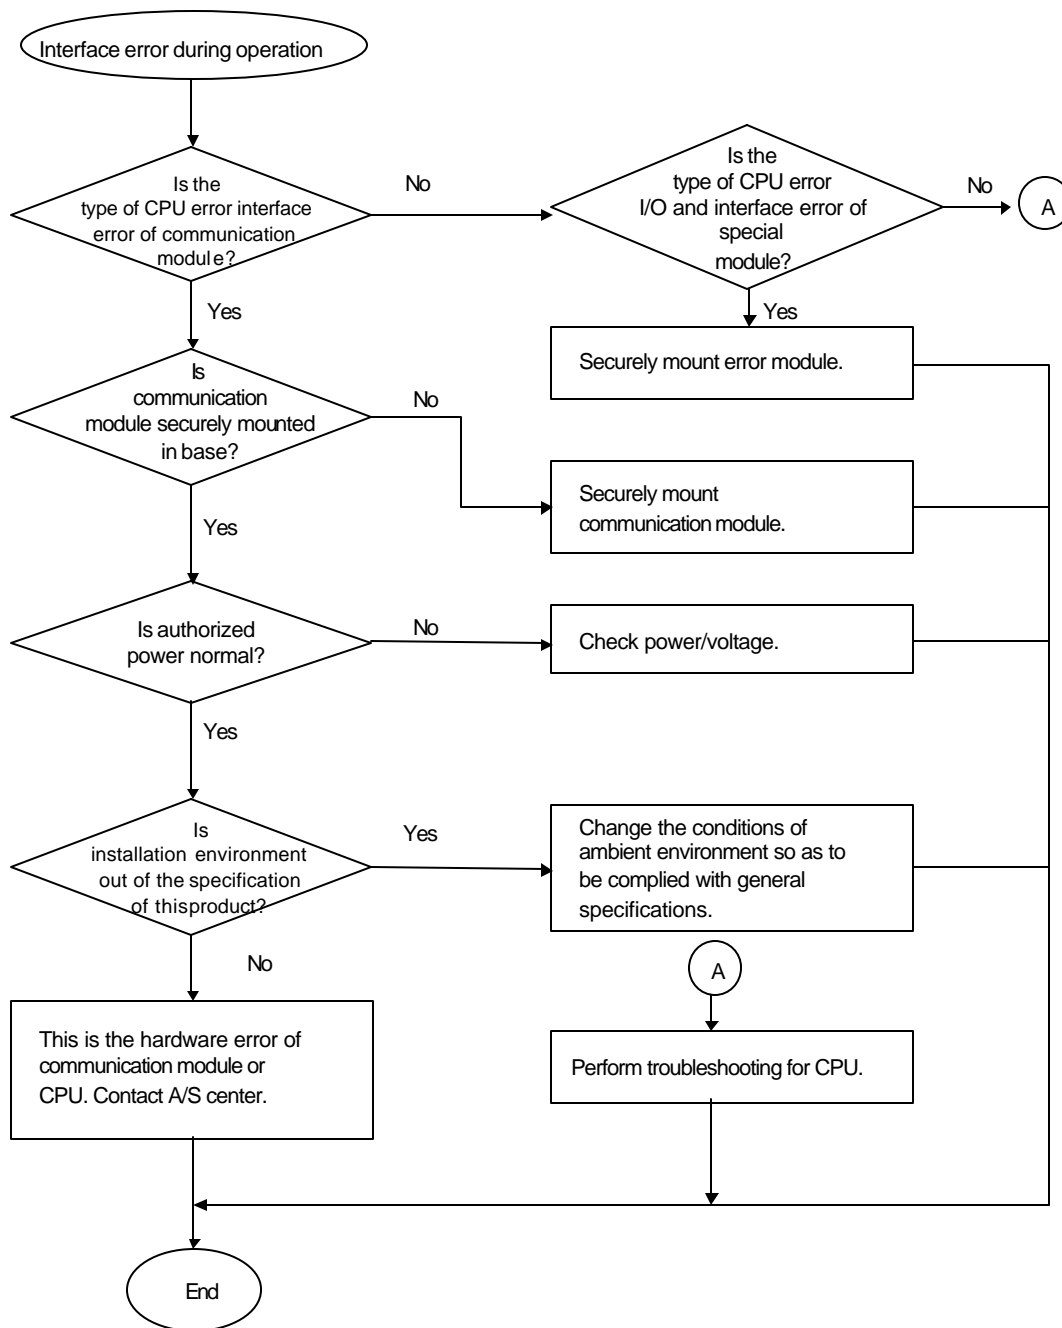 Interface error during operation
Is the
type of CPU error interface
error of communication
module?
No
Is the
type of CPU error
I/O and interface error of
special
module?
No
A
Yes
Yes
Securely mount error module.
Is
communication
module securely mounted
in base?
No
Securely mount
communication module.
Yes
Is authorized
power normal?
No
Check power/voltage.
Yes
Is
installation environment
out of the specification
of thisproduct?
Yes
Change the conditions of
ambient environment so as to
be complied with general
specifications.
No
A
This is the hardware error of
communication module or
CPU. Contact A/S center.
Perform troubleshooting for CPU.
End